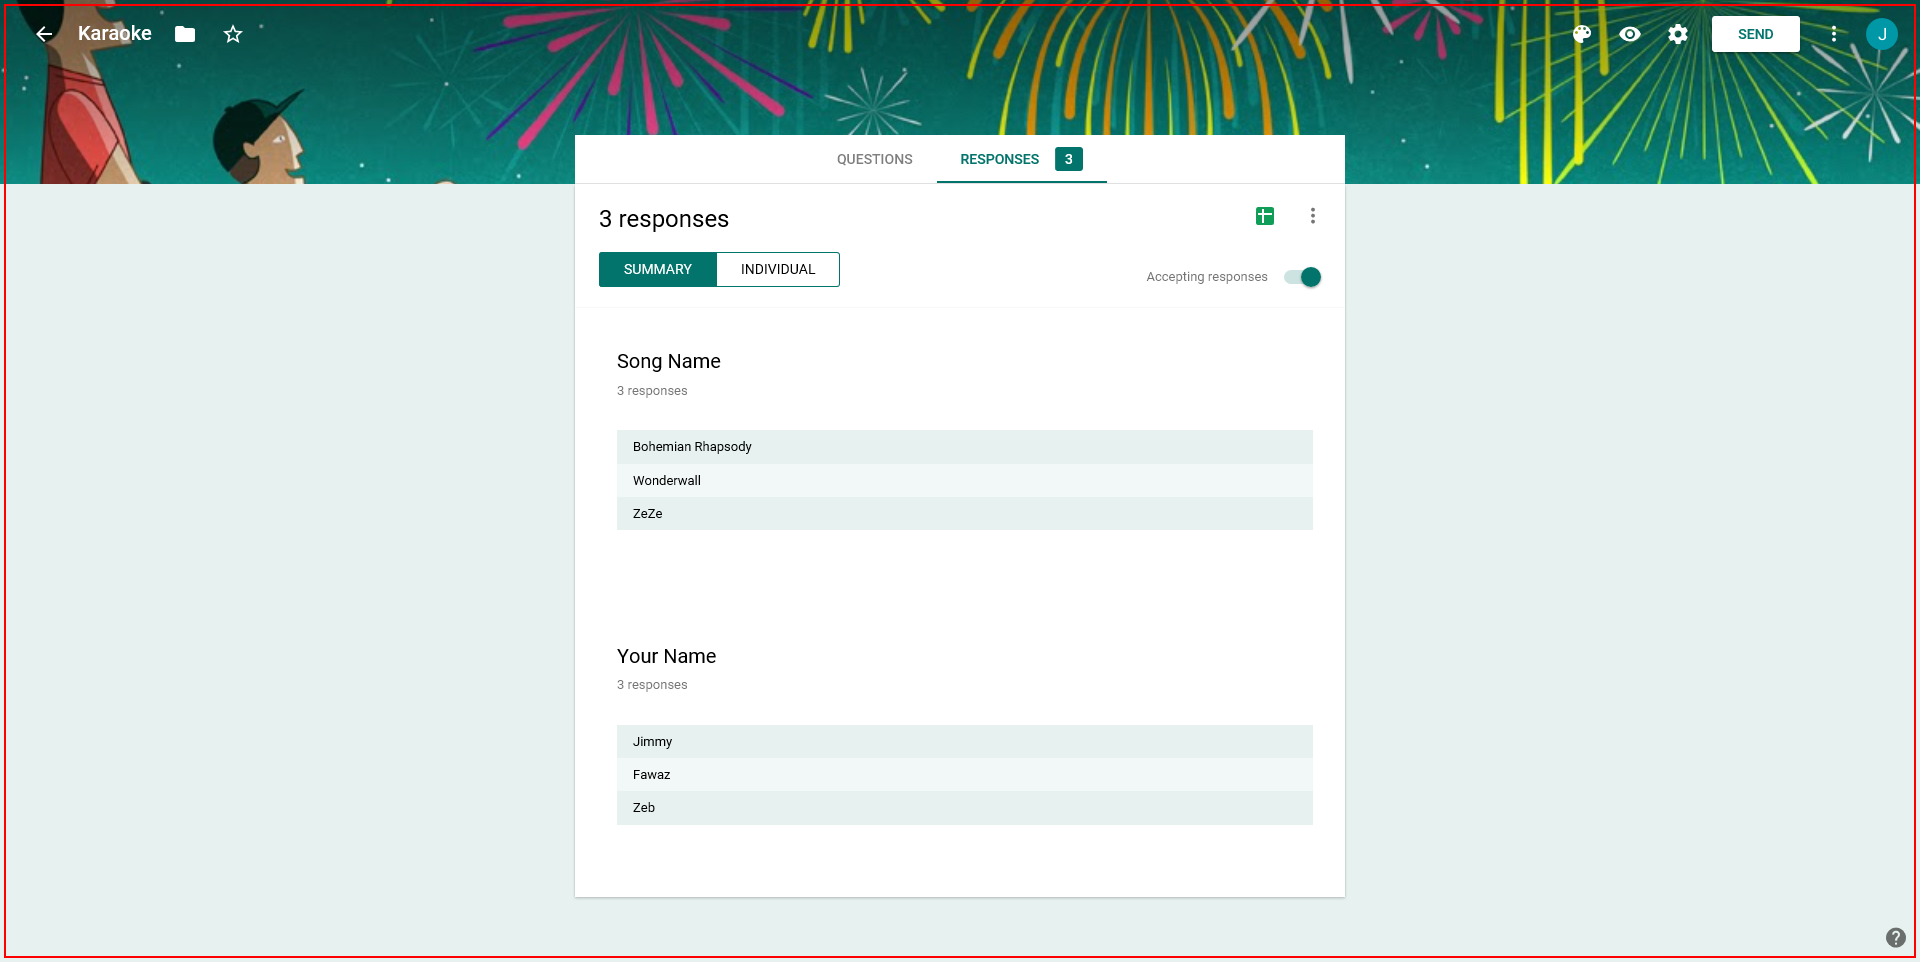 Karaoke
SEND
J
QUESTIONS RESPONSES 3
3 responses
SUMMARY INDIVIDUAL
Accepting responses
Song Name
3 responses
Bohemian Rhapsody
Wonderwall
ZeZe
Your Name
3 responses
Jimmy
Fawaz
Zeb
?